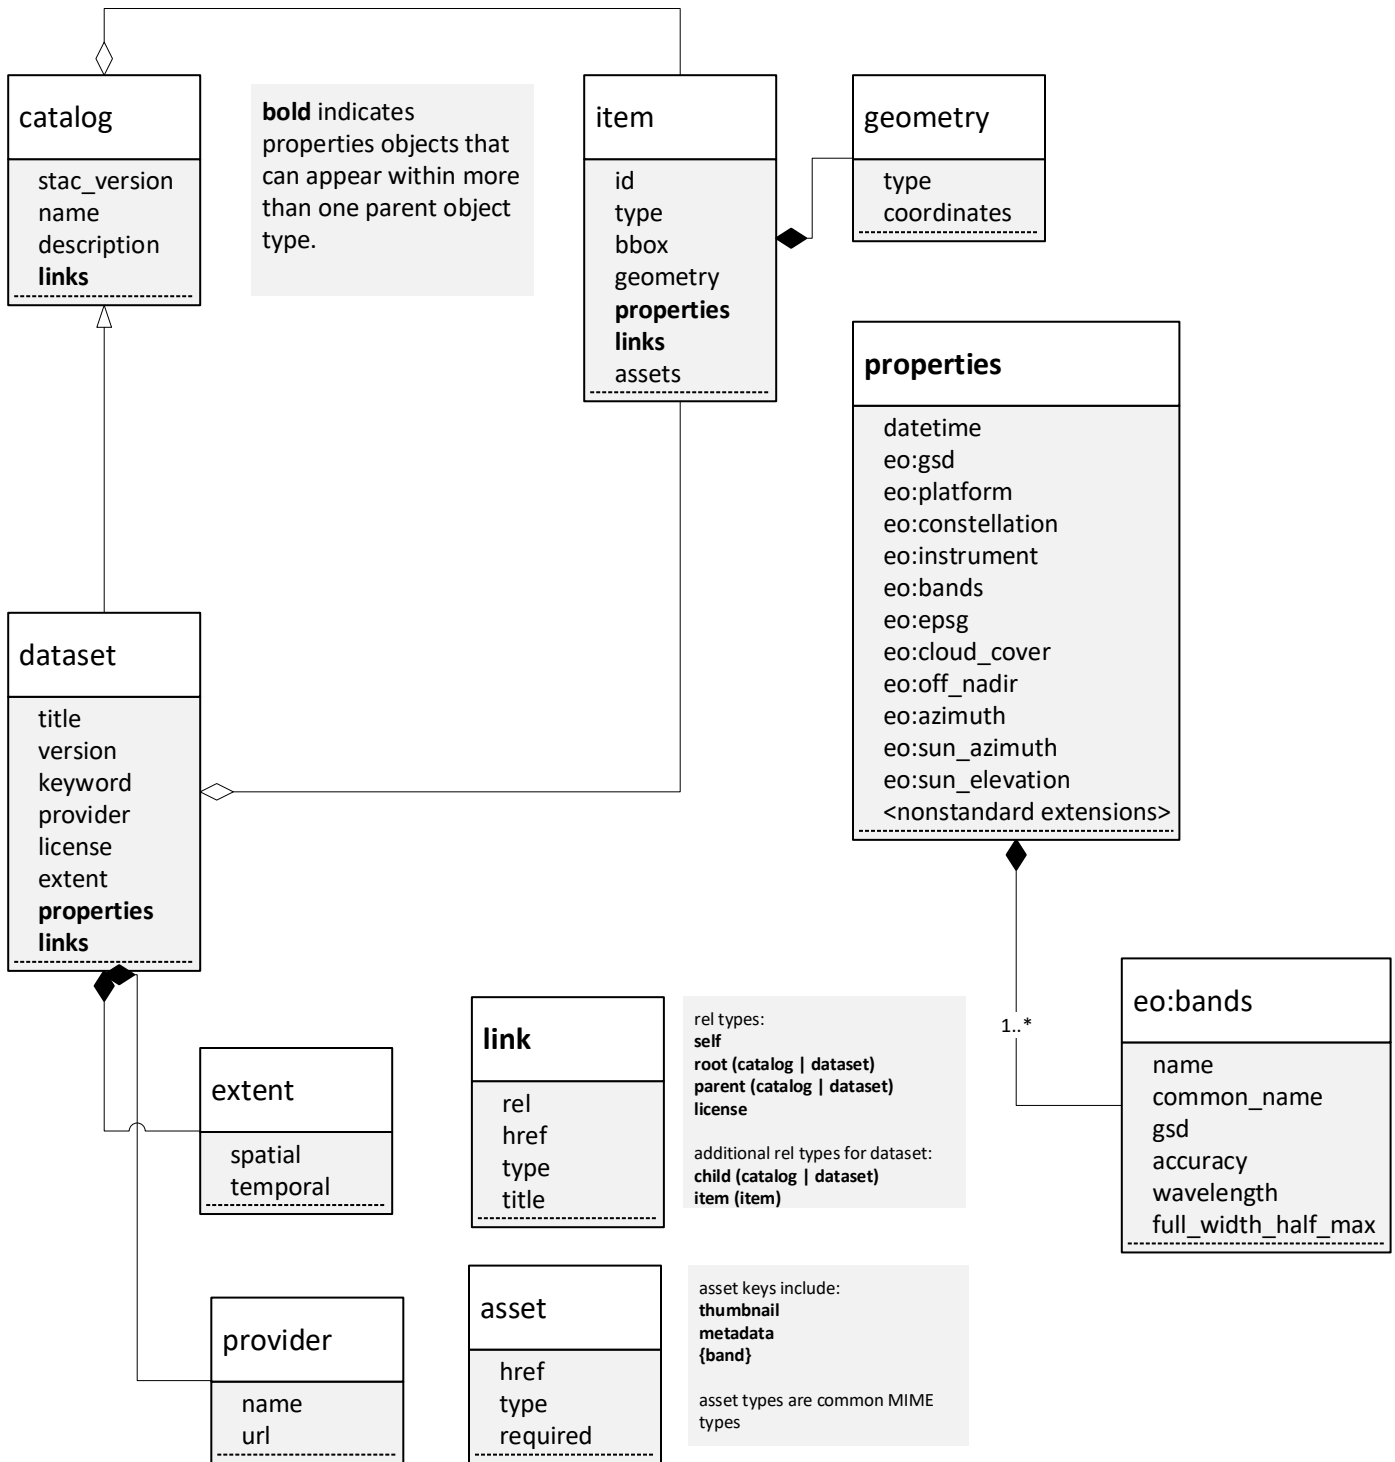 catalog
stac_version
name
description
links
bold indicates
properties objects that
can appear within more
than one parent object
type.
item
id
type
bbox
geometry
properties
links
assets
geometry
type
coordinates
properties
datetime
eo:gsd
eo:platform
eo:constellation
eo:instrument
eo:bands
eo:epsg
eo:cloud_cover
eo:off_nadir
eo:azimuth
eo:sun_azimuth
eo:sun_elevation
<nonstandard extensions>
dataset
title
version
keyword
provider
license
extent
properties
links
1..*
eo:bands
name
common_name
gsd
accuracy
wavelength
full_width_half_max
extent
spatial
temporal
link
rel
href
type
title
rel types:
self
root (catalog | dataset)
parent (catalog | dataset)
license
additional rel types for dataset:
child (catalog | dataset)
item (item)
provider
name
url
asset
href
type
required
asset keys include:
thumbnail
metadata
{band}
asset types are common MIME
types